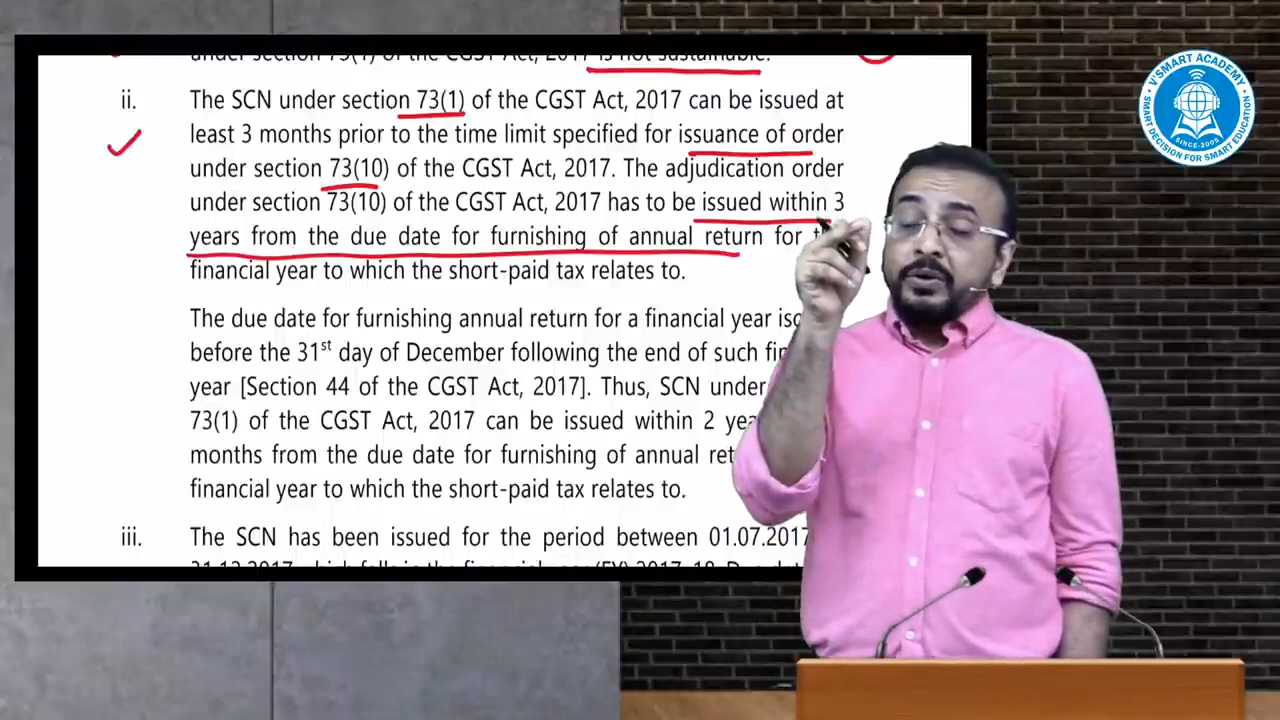 under section 73(1) of the CGST Act, 2017 is not sustainable.
ii. The SCN under section 73(1) of the CGST Act, 2017 can be issued at
least 3 months prior to the time limit specified for issuance of order
under section 73(10) of the CGST Act, 2017. The adjudication order
under section 73(10) of the CGST Act, 2017 has to be issued within 3
years from the due date for furnishing of annual return for
financial year to which the short-paid tax relates to.
The due date for furnishing annual return for a financial year
before the 31st day of December following the end of such
year [Section 44 of the CGST Act, 2017]. Thus, SCN under
73(1) of the CGST Act, 2017 can be issued within 2
months from the due date for furnishing of annual
financial year to which the short-paid tax relates to.
iii. The SCN has been issued for the period between 01.07.2017
V'SMART ACADEMY
SMART DECISION FOR SMART EDUCATION
SINCE-2005